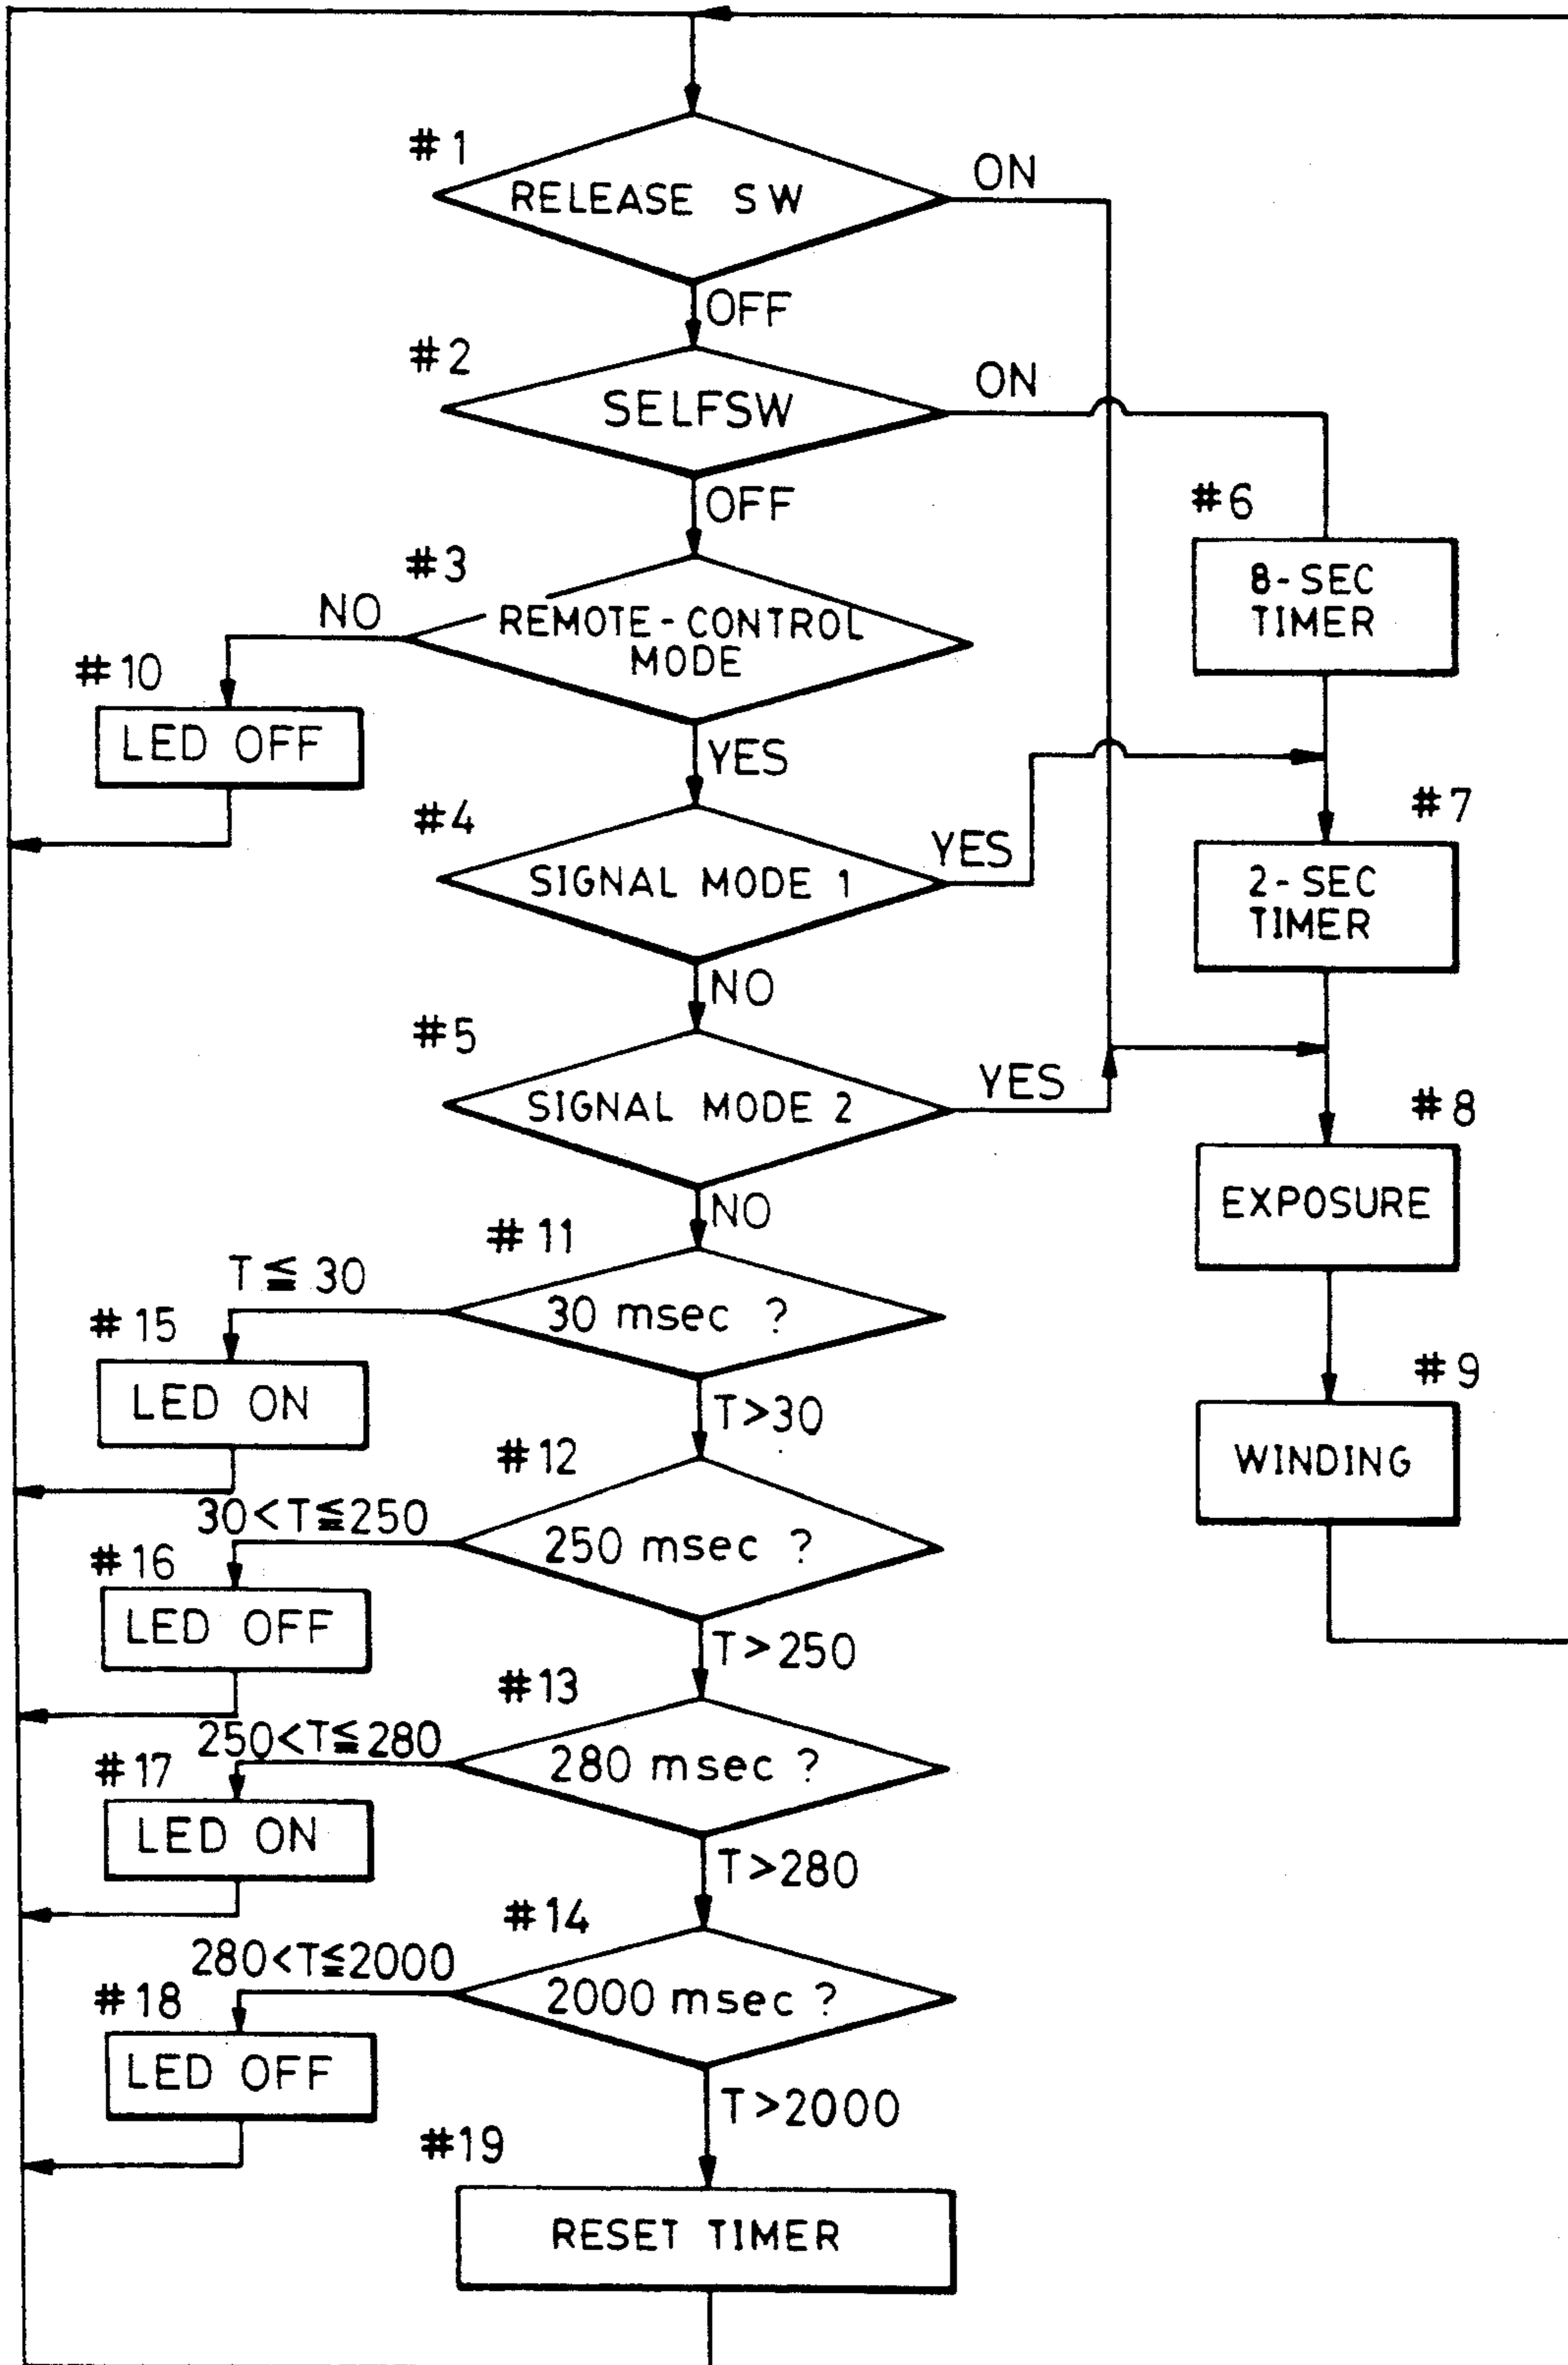 #1
RELEASE SW
ON
OFF
#2
SELFSW
ON
OFF
#3
REMOTE-CONTROL
MODE
NO
#10
LED OFF
YES
#4
SIGNAL MODE 1
YES
NO
#5
SIGNAL MODE 2
YES
NO
#6
8-SEC
TIMER
#7
2-SEC
TIMER
#8
EXPOSURE
#9
WINDING
#11
30 msec ?
T≦30
#15
LED ON
T>30
#12
250 msec ?
30<T≦250
#16
LED OFF
T>250
#13
280 msec ?
250<T≦280
#17
LED ON
T>280
#14
2000 msec ?
280<T≦2000
#18
LED OFF
T>2000
#19
RESET TIMER